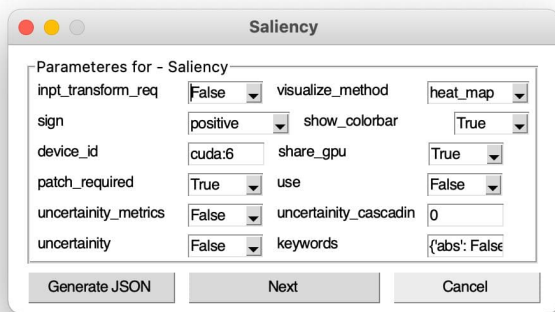 Saliency
Parameteres for - Saliency
inpt_transform_req False visualize_method heat_map
sign positive show_colorbar True
device_id cuda:6 share_gpu True
patch_required True use False
uncertainity_metrics False uncertainity_cascadin 0
uncertainity False keywords {'abs': False
Generate JSON Next Cancel